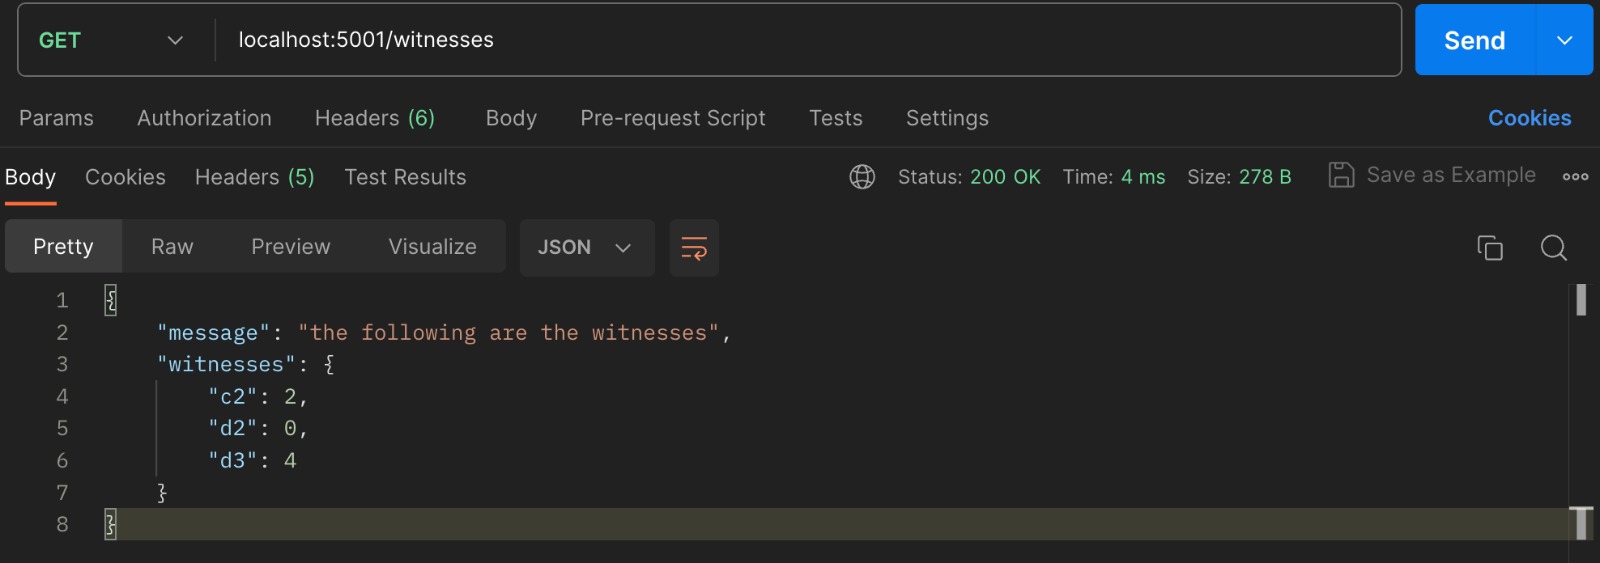 GET localhost:5001/witnesses Send
Params Authorization Headers (6) Body Pre-request Script Tests Settings Cookies
Body Cookies Headers (5) Test Results Status: 200 OK Time: 4 ms Size: 278 B Save as Example
Pretty Raw Preview Visualize JSON
1 {
2 "message": "the following are the witnesses",
3 "witnesses": {
4 "c2": 2,
5 "d2": 0,
6 "d3": 4
7 }
8 }